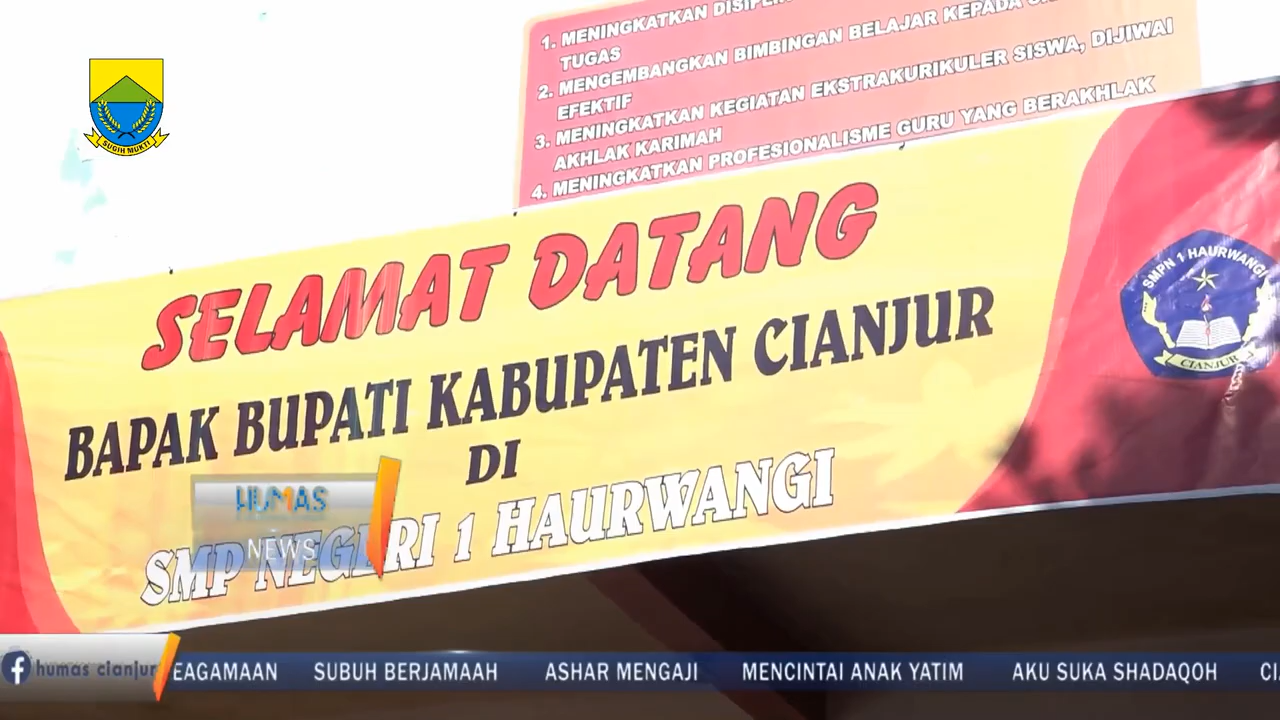 1. MENINGKATKAN
TUGAS
2. MENGEMBANGKAN BIMBINGAN BELAJAR KEPADA
EFEKTIF
3. MENINGKATKAN KEGIATAN EKSTRAKURIKULER SISWA, DIJIWAI
AKHLAK KARIMAH
4. MENINGKATKAN PROFESIONALISME GURU YANG BERAKHLAK
SUGIH MUKTI
SELAMAT DATANG
BAPAK BUPATI KABUPATEN CIANJUR
DI
SMP NEGERI 1 HAURWANGI
SMPN 1 HAURWANGI
CIANJUR
HUMAS
NEWS
humas cianjur
EAGAMAAN SUBUH BERJAMAAH ASHAR MENGAJI MENCINTAI ANAK YATIM AKU SUKA SHADAQOH